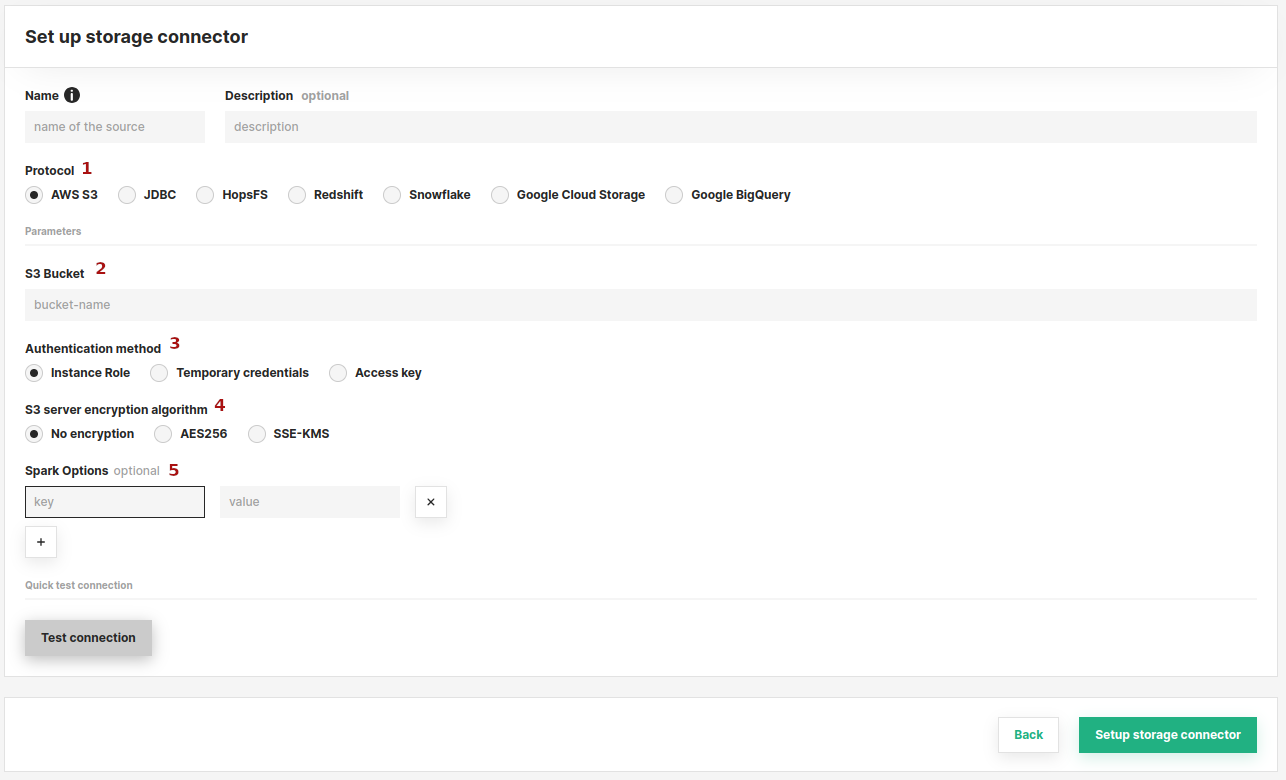 Set up storage connector
Name i Description optional
name of the source description
Protocol 1
AWS S3 JDBC HopsFS Redshift Snowflake Google Cloud Storage Google BigQuery
Parameters
S3 Bucket 2
bucket-name
Authentication method 3
Instance Role Temporary credentials Access key
S3 server encryption algorithm 4
No encryption AES256 SSE-KMS
Spark Options optional 5
key value ×
+
Quick test connection
Test connection
Back Setup storage connector